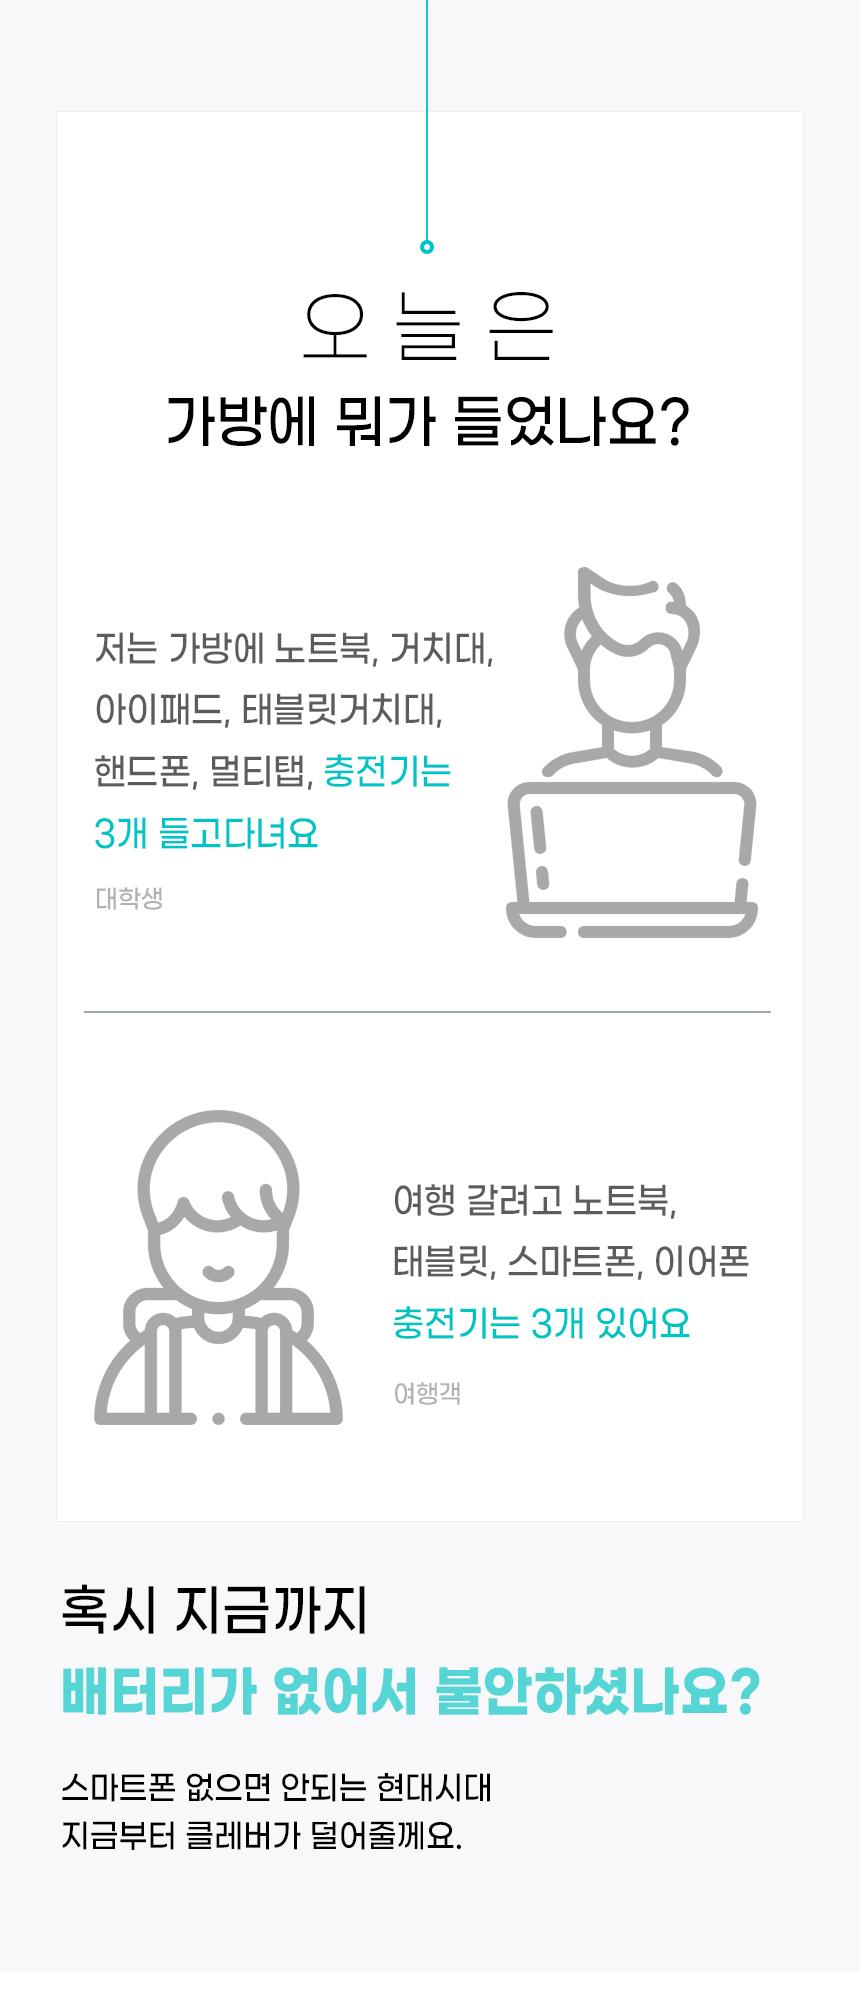 오늘은
가방에 뭐가 들었나요?
저는 가방에 노트북, 거치대,
아이패드, 태블릿거치대,
핸드폰, 멀티탭, 충전기는
3개 들고다녀요
대학생
여행 갈려고 노트북,
태블릿, 스마트폰, 이어폰
충전기는 3개 있어요
여행객
혹시 지금까지
배터리가 없어서 불안하셨나요?
스마트폰 없으면 안되는 현대시대
지금부터 클레버가 덜어줄께요.